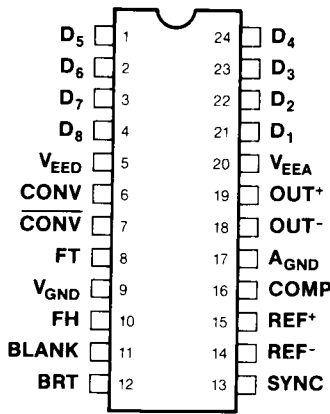 D5 1 24 D4
D6 2 23 D3
D7 3 22 D2
D8 4 21 D1
VEED 5 20 VEEA
CONV 6 19 OUT+
C̅O̅N̅V̅ 7 18 OUT-
FT 8 17 AGND
VGND 9 16 COMP
FH 10 15 REF+
BLANK 11 14 REF-
BRT 12 13 SYNC